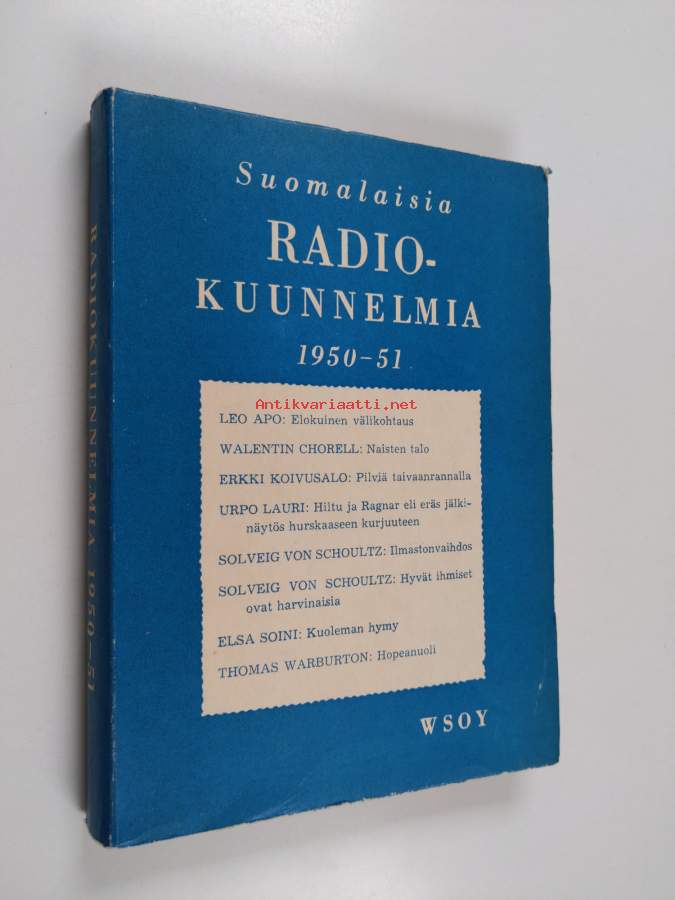 Suomalaisia
RADIO-
KUUNNELMIA
1950-51
Antikvariaatti.net
LEO APO: Elokuinen välikohtaus
WALENTIN CHORELL: Naisten talo
ERKKI KOIVUSALO: Pilvjä taivaanrannalla
URPO LAURI: Hiltu ja Ragnar eli eräs jälki-
näytös hurskaaseen kurjuuteen
SOLVEIG VON SCHOULTZ: Ilmastonvaihdos
SOLVEIG VON SCHOULTZ: Hyvät ihmiset
ovat harvinaisia
ELSA SOINI: Kuoleman hymy
THOMAS WARBURTON: Hopeanuoli
WSOY
RADIOKUUNNELMIA 1950-51